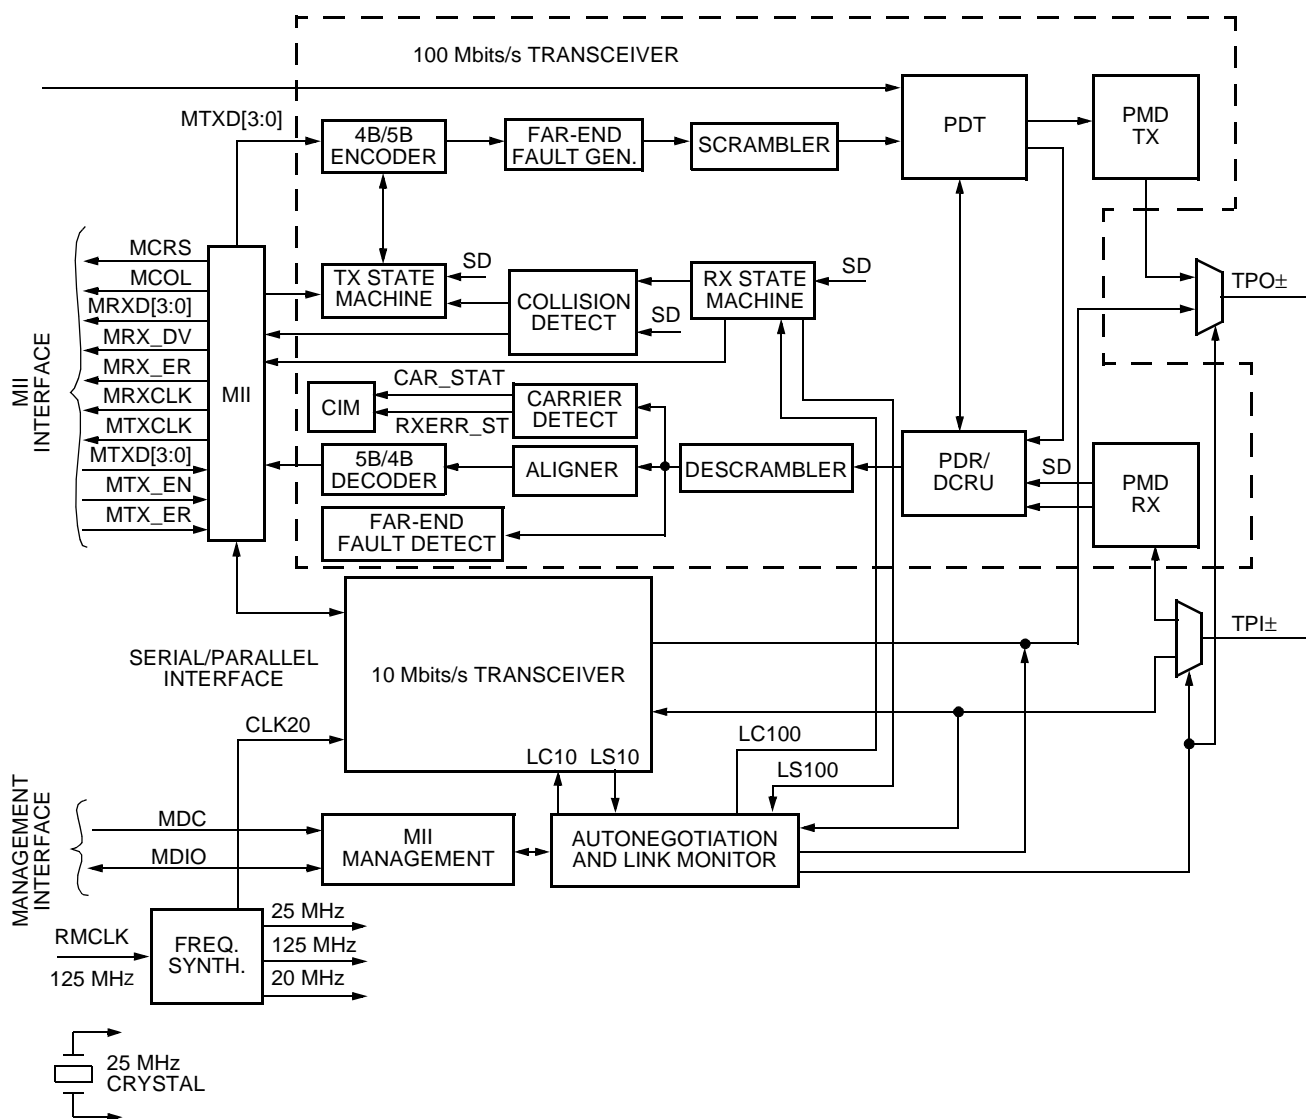 100 Mbits/s TRANSCEIVER
MTXD[3:0]
4B/5B
ENCODER
FAR-END
FAULT GEN.
SCRAMBLER
PDT
PMD
TX
MII
INTERFACE
MCRS
MCOL
MRXD[3:0]
MRX_DV
MRX_ER
MRXCLK
MTXCLK
MTXD[3:0]
MTX_EN
MTX_ER
MII
TX STATE
MACHINE
SD
COLLISION
DETECT
SD
RX STATE
MACHINE
SD
TPO±
CIM
CAR_STAT
RXERR_ST
CARRIER
DETECT
5B/4B
DECODER
ALIGNER
DESCRAMBLER
PDR/
DCRU
SD
PMD
RX
FAR-END
FAULT DETECT
TPI±
SERIAL/PARALLEL
INTERFACE
10 Mbits/s TRANSCEIVER
CLK20
LC10
LS10
LC100
LS100
MANAGEMENT
INTERFACE
MDC
MDIO
MII
MANAGEMENT
AUTONEGOTIATION
AND LINK MONITOR
RMCLK
125 MHz
FREQ.
SYNTH.
25 MHz
125 MHz
20 MHz
25 MHz
CRYSTAL